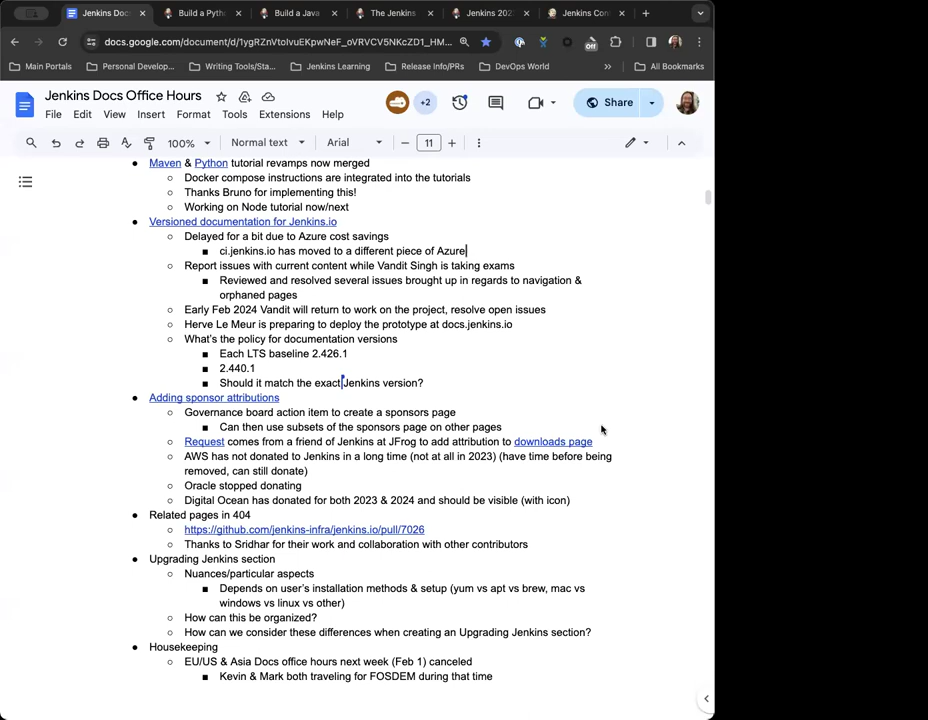 Jenkins Doc
Build a Pyth
Build a Java
The Jenkins
Jenkins 202
Jenkins Con
docs.google.com/document/d/1ygRZnVtoIvuEKpwNeF_oVRVCV5NKcZD1_HM...
Off
Main Portals
Personal Develop...
Writing Tools/Sta...
Jenkins Learning
Release Info/PRs
DevOps World
All Bookmarks
Jenkins Docs Office Hours
File Edit View Insert Format Tools Extensions Help
+2
Share
100%
Normal text
Arial
11
Maven & Python tutorial revamps now merged
Docker compose instructions are integrated into the tutorials
Thanks Bruno for implementing this!
Working on Node tutorial now/next
Versioned documentation for Jenkins.io
Delayed for a bit due to Azure cost savings
ci.jenkins.io has moved to a different piece of Azure
Report issues with current content while Vandit Singh is taking exams
Reviewed and resolved several issues brought up in regards to navigation &
orphaned pages
Early Feb 2024 Vandit will return to work on the project, resolve open issues
Herve Le Meur is preparing to deploy the prototype at docs.jenkins.io
What's the policy for documentation versions
Each LTS baseline 2.426.1
2.440.1
Should it match the exact Jenkins version?
Adding sponsor attributions
Governance board action item to create a sponsors page
Can then use subsets of the sponsors page on other pages
Request comes from a friend of Jenkins at JFrog to add attribution to downloads page
AWS has not donated to Jenkins in a long time (not at all in 2023) (have time before being
removed, can still donate)
Oracle stopped donating
Digital Ocean has donated for both 2023 & 2024 and should be visible (with icon)
Related pages in 404
https://github.com/jenkins-infra/jenkins.io/pull/7026
Thanks to Sridhar for their work and collaboration with other contributors
Upgrading Jenkins section
Nuances/particular aspects
Depends on user's installation methods & setup (yum vs apt vs brew, mac vs
windows vs linux vs other)
How can this be organized?
How can we consider these differences when creating an Upgrading Jenkins section?
Housekeeping
EU/US & Asia Docs office hours next week (Feb 1) canceled
Kevin & Mark both traveling for FOSDEM during that time